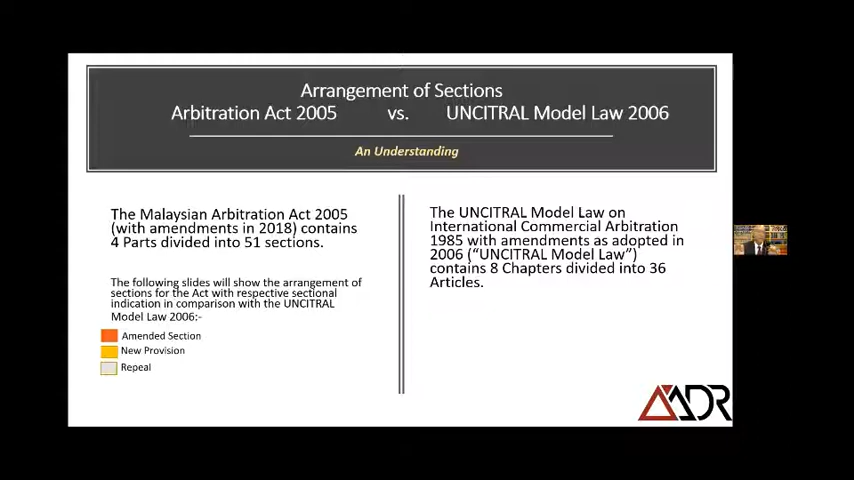 Arrangement of Sections
Arbitration Act 2005 vs. UNCITRAL Model Law 2006
An Understanding
The Malaysian Arbitration Act 2005
(with amendments in 2018) contains
4 Parts divided into 51 sections.
The following slides will show the arrangement of
sections for the Act with respective sectional
indication in comparison with the UNCITRAL
Model Law 2006:-
Amended Section
New Provision
Repeal
The UNCITRAL Model Law on
International Commercial Arbitration
1985 with amendments as adopted in
2006 (“UNCITRAL Model Law”)
contains 8 Chapters divided into 36
Articles.
AADR